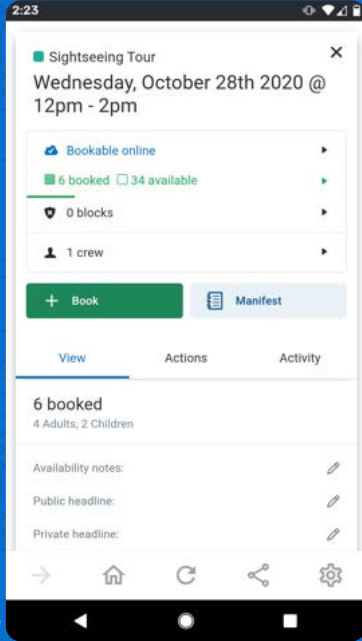 2:23
Sightseeing Tour
Wednesday, October 28th 2020 @
12pm - 2pm
Bookable online
6 booked 34 available
0 blocks
1 crew
+ Book
Manifest
View
Actions
Activity
6 booked
4 Adults, 2 Children
Availability notes:
Public headline:
Private headline: